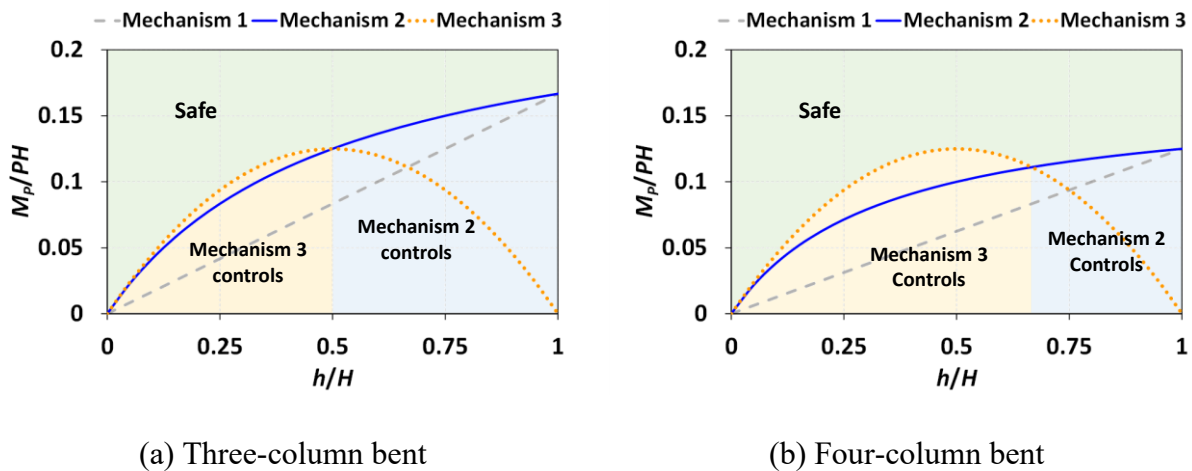 Mechanism 1 Mechanism 2 Mechanism 3
0.2
0.15
0.1
0.05
0
Safe
Mechanism 3
controls
Mechanism 2
controls
0 0.25 0.5 0.75 1
h/H
M_P/PH
(a) Three-column bent
Mechanism 1 Mechanism 2 Mechanism 3
0.2
0.15
0.1
0.05
0
Safe
Mechanism 3
Controls
Mechanism 2
Controls
0 0.25 0.5 0.75 1
h/H
M_P/PH
(b) Four-column bent